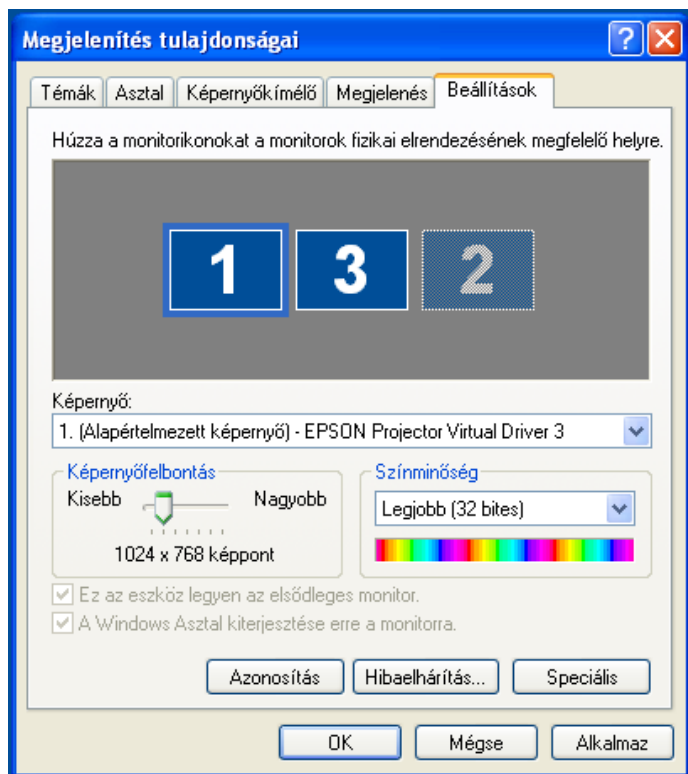 Megjelenítés tulajdonságai
Témák Asztal Képernyőkímélő Megjelenés Beállítások
Húzza a monitorikonokat a monitorok fizikai elrendezésének megfelelő helyre.
1 3 2
Képernyő:
1. (Alapértelmezett képernyő) - EPSON Projector Virtual Driver 3
Képernyőfelbontás
Kisebb Nagyobb
1024 x 768 képpont
Színminőség
Legjobb (32 bites)
Ez az eszköz legyen az elsődleges monitor.
A Windows Asztal kiterjesztése erre a monitorra.
Azonosítás Hibaelhárítás... Speciális
OK Mégse Alkalmaz